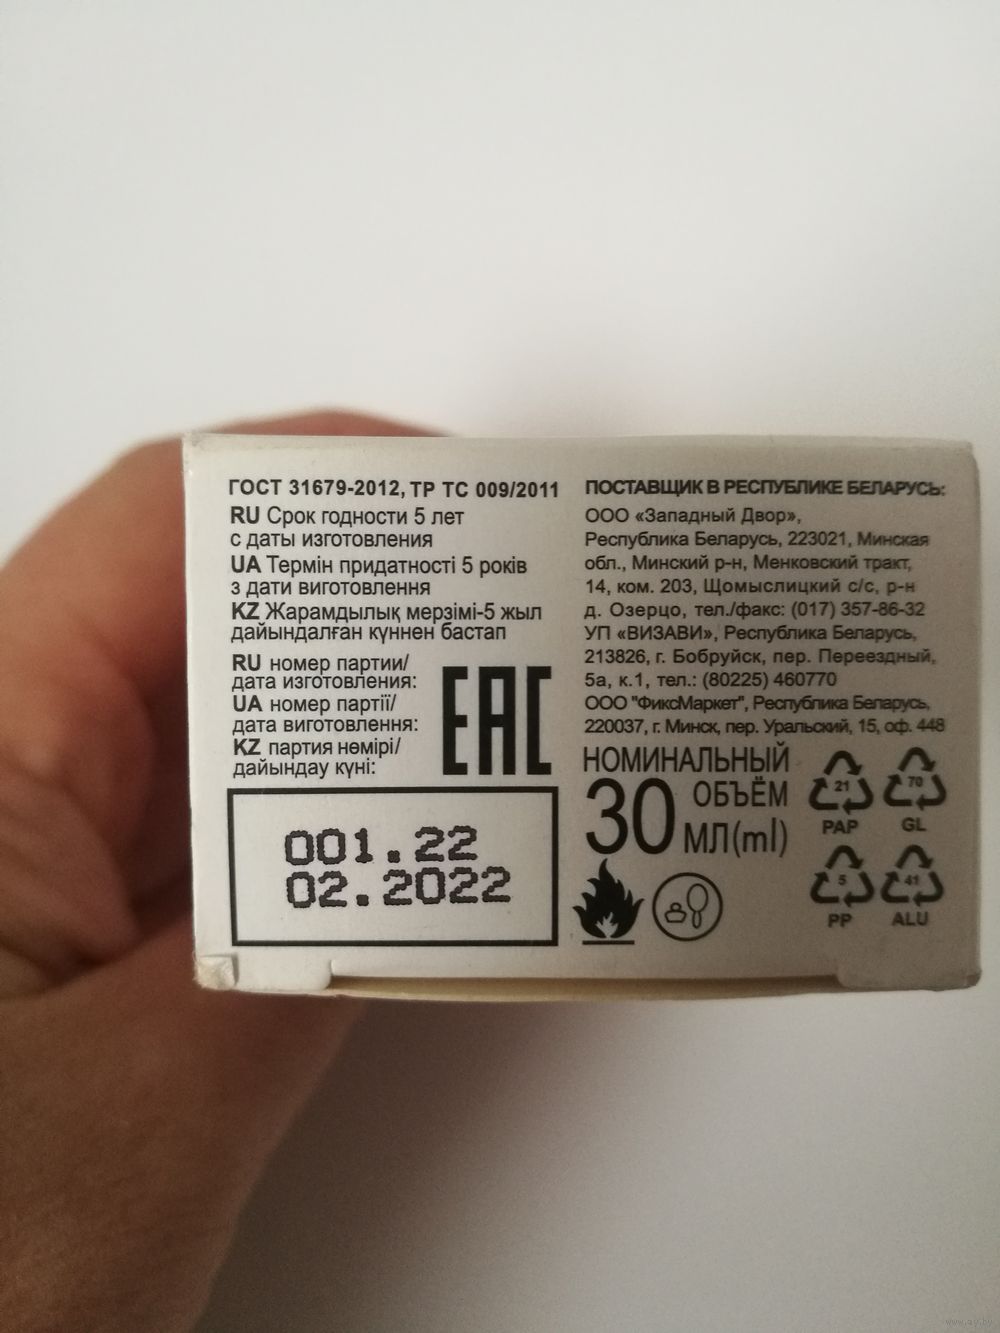 ГОСТ 31679-2012, ТР ТС 009/2011
RU Срок годности 5 лет
с даты изготовления
UA Термін придатності 5 років
з дати виготовлення
KZ Жарамдылық мерзімі-5 жыл
дайындалған күннен бастап
RU номер партии/
дата изготовления:
UA номер партії/
дата виготовлення:
KZ партия нөмірі/
дайындау күні:
EAC
001.22
02.2022
ПОСТАВЩИК В РЕСПУБЛИКЕ БЕЛАРУСЬ:
ООО «Западный Двор»,
Республика Беларусь, 223021, Минская
обл., Минский р-н, Менковский тракт,
14, ком. 203, Щомыслицкий с/с, р-н
д. Озерцо, тел./факс: (017) 357-86-32
УП «ВИЗАВИ», Республика Беларусь,
213826, г. Бобруйск, пер. Переездный,
5а, к.1, тел.: (80225) 460770
ООО "ФиксМаркет", Республика Беларусь,
220037, г. Минск, пер. Уральский, 15, оф. 448
НОМИНАЛЬНЫЙ
ОБЪЁМ
30 МЛ(ml)
21
PAP
70
GL
5
PP
41
ALU
www.ay.by